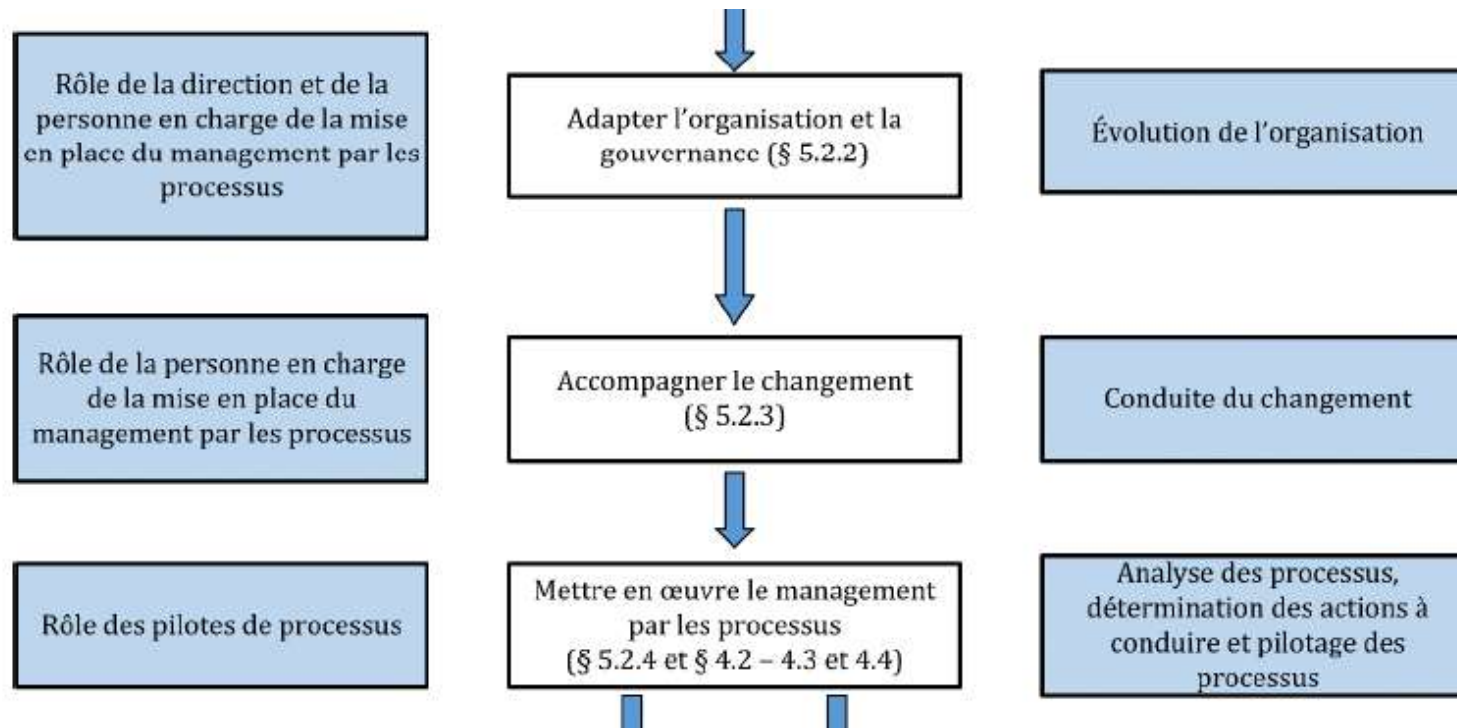 Rôle de la direction et de la
personne en charge de la mise
en place du management par les
processus
Adapter l’organisation et la
gouvernance (§ 5.2.2)
Évolution de l’organisation
Rôle de la personne en charge
de la mise en place du
management par les processus
Accompagner le changement
(§ 5.2.3)
Conduite du changement
Rôle des pilotes de processus
Mettre en œuvre le management
par les processus
(§ 5.2.4 et § 4.2 – 4.3 et 4.4)
Analyse des processus,
détermination des actions à
conduire et pilotage des
processus